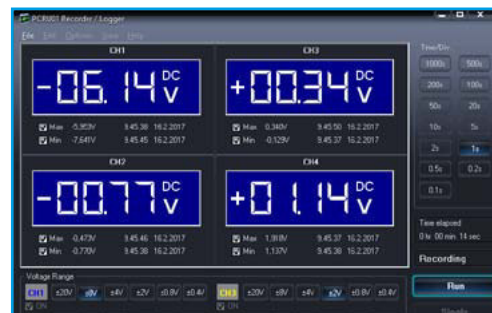 PCRU01 Recorder / Logger
File Edit Options View Help
CH1
-06.14 DC V
Max -5,953V 9.45.38 16.2.2017
Min -7,641V 9.45.45 16.2.2017
CH3
+00.34 DC V
Max 0,340V 9.45.50 16.2.2017
Min -0,129V 9.45.37 16.2.2017
CH2
-00.77 DC V
Max -0,473V 9.45.46 16.2.2017
Min -0,770V 9.45.38 16.2.2017
CH4
+01.14 DC V
Max 1,918V 9.45.37 16.2.2017
Min 1,137V 9.45.38 16.2.2017
Voltage Range
CH1 ±20V ±8V ±4V ±2V ±0.8V ±0.4V
ON
CH3 ±20V ±8V ±4V ±2V ±0.8V ±0.4V
ON
Time/Div
1000s 500s
200s 100s
50s 20s
10s 5s
2s 1s
0.5s 0.2s
0.1s
Time elapsed
0 hr 00 min 14 sec
Recording
Run
Single